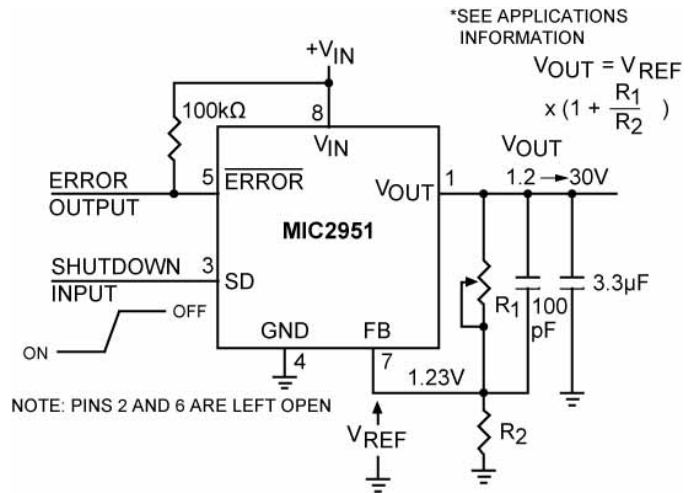 *SEE APPLICATIONS
INFORMATION
VOUT = VREF
x (1 + R1/R2 )
+VIN
100kΩ
8
VIN
ERROR
OUTPUT
5
ERROR
VOUT
1
VOUT
1.2 → 30V
MIC2951
SHUTDOWN
INPUT
3
SD
R1
100
pF
3.3µF
OFF
ON
GND
FB
4
7
1.23V
NOTE: PINS 2 AND 6 ARE LEFT OPEN
VREF
R2